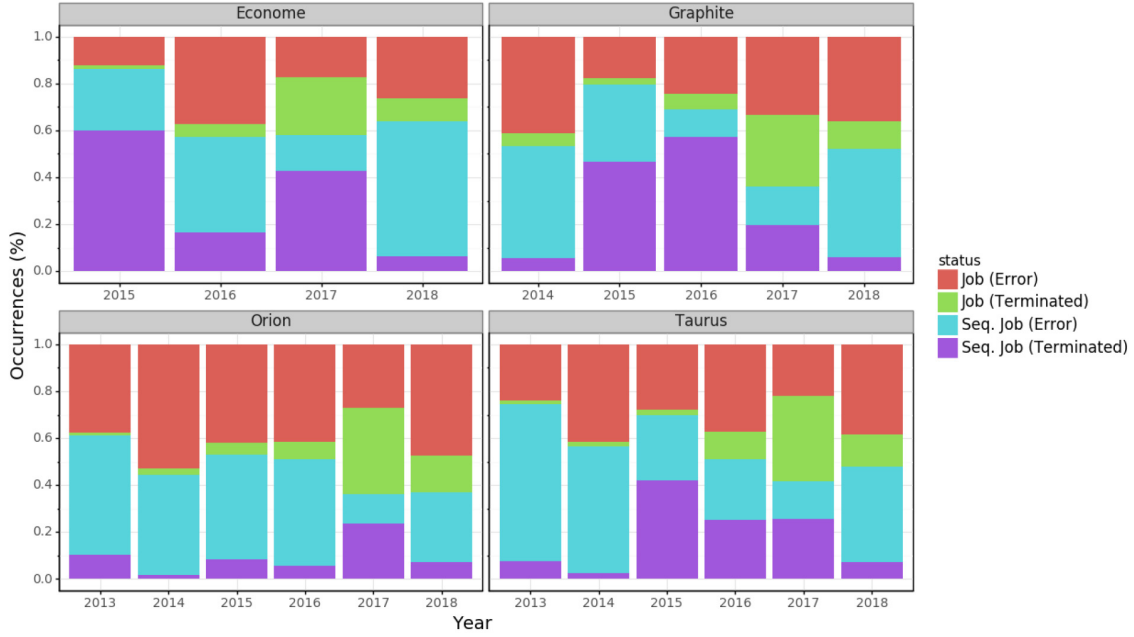 Econome
Graphite
1.0
0.8
0.6
0.4
0.2
0.0
2015 2016 2017 2018
2014 2015 2016 2017 2018
Orion
Taurus
1.0
0.8
0.6
0.4
0.2
0.0
2013 2014 2015 2016 2017 2018
2013 2014 2015 2016 2017 2018
Occurrences (%)
Year
status
Job (Error)
Job (Terminated)
Seq. Job (Error)
Seq. Job (Terminated)